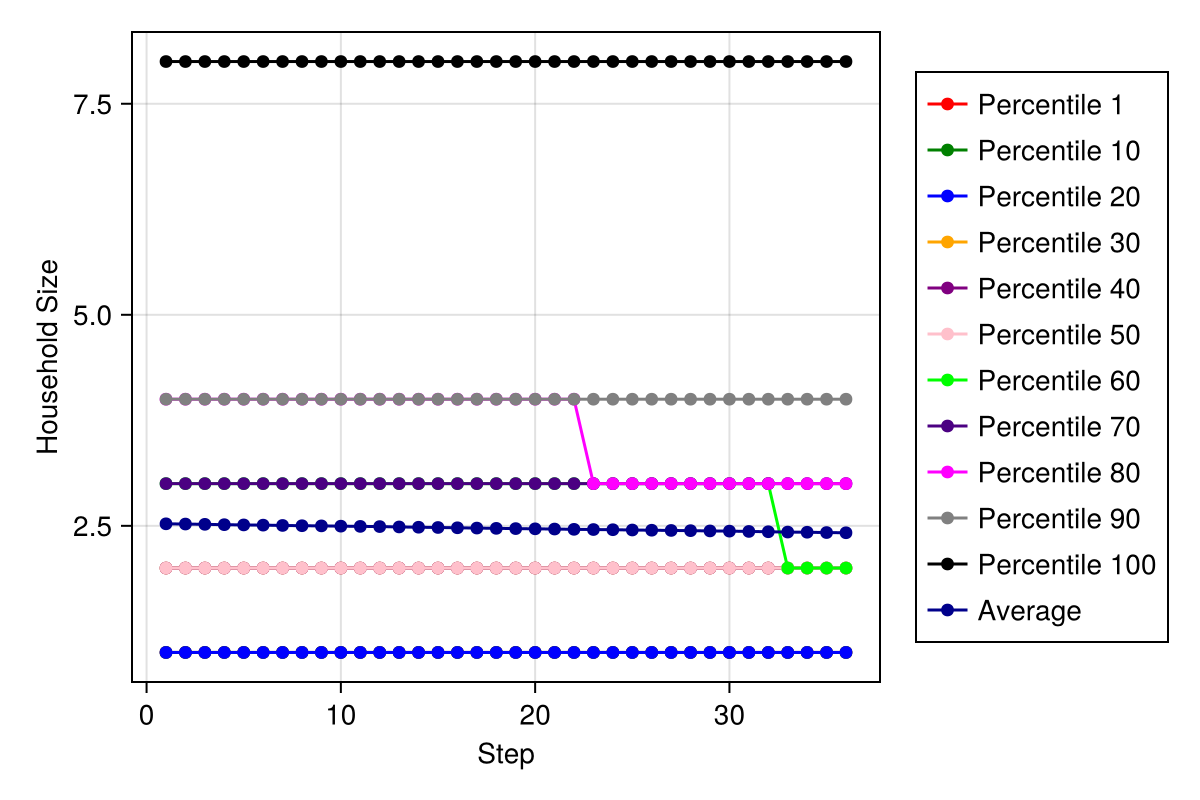 7.5
5.0
2.5
Household Size
0
10
20
30
Step
Percentile 1
Percentile 10
Percentile 20
Percentile 30
Percentile 40
Percentile 50
Percentile 60
Percentile 70
Percentile 80
Percentile 90
Percentile 100
Average